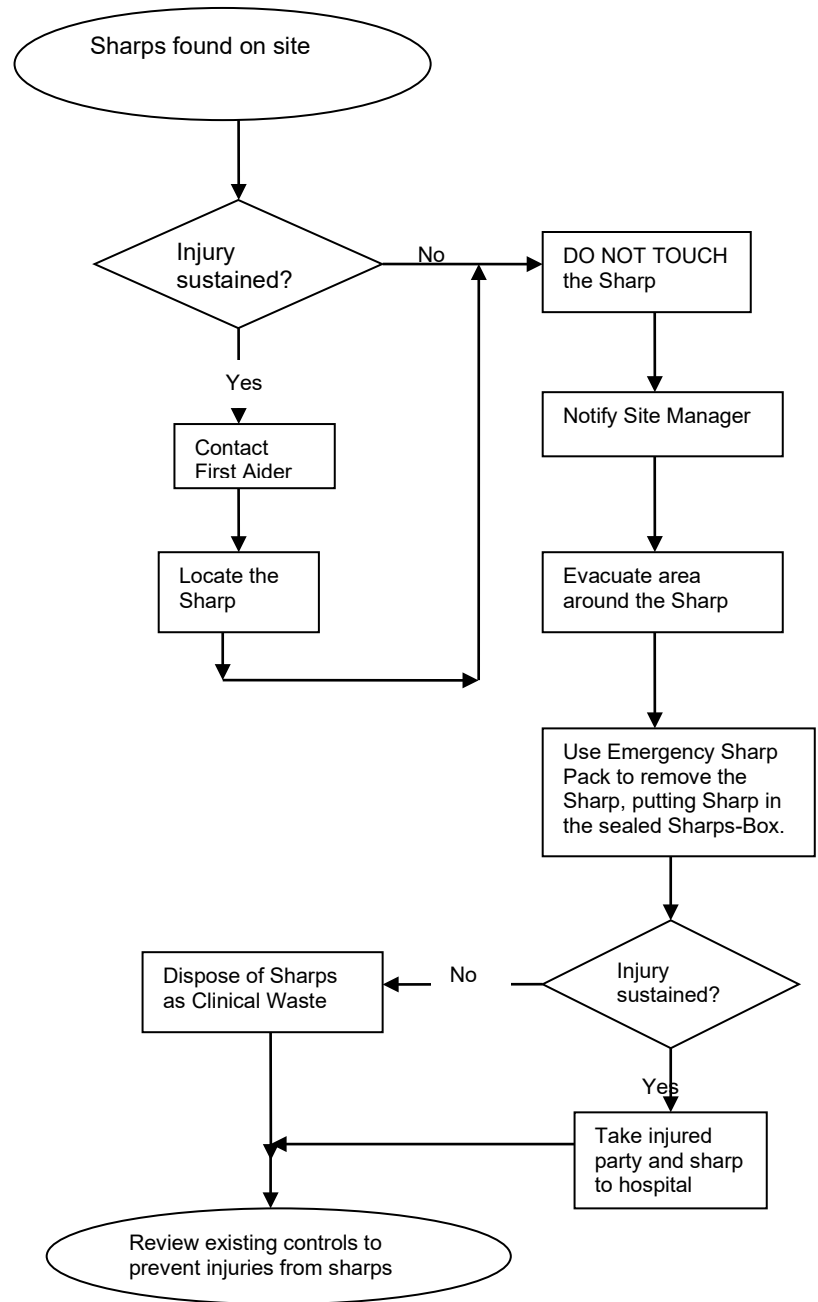 Sharps found on site
Injury
sustained?
No
DO NOT TOUCH
the Sharp
Yes
Notify Site Manager
Contact
First Aider
Locate the
Sharp
Evacuate area
around the Sharp
Use Emergency Sharp
Pack to remove the
Sharp, putting Sharp in
the sealed Sharps-Box.
Injury
sustained?
No
Dispose of Sharps
as Clinical Waste
Yes
Take injured
party and sharp
to hospital
Review existing controls to
prevent injuries from sharps